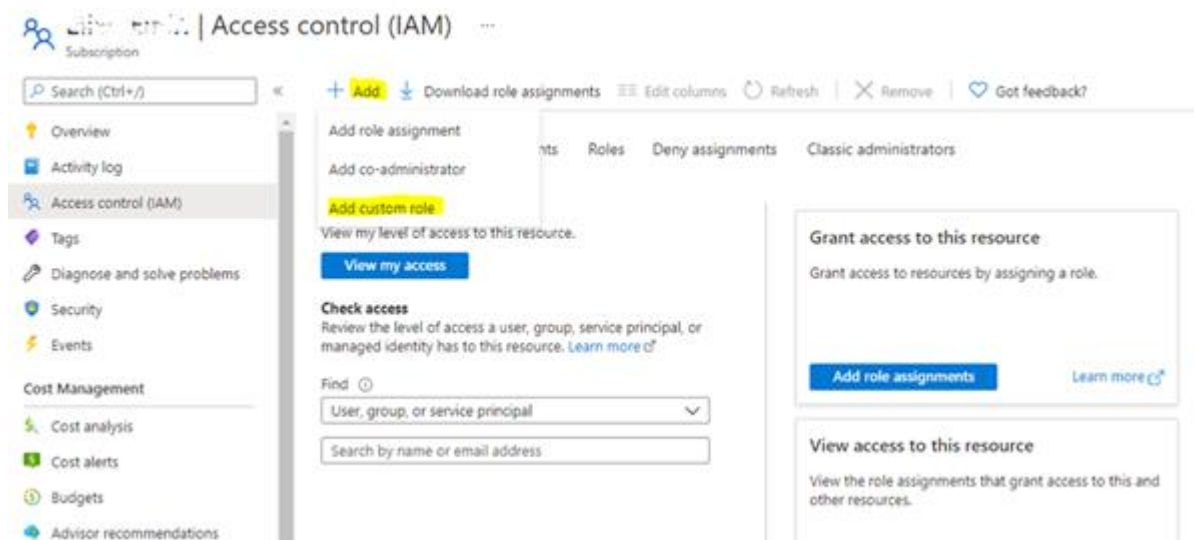 | Access control (IAM) ...
Subscription
Search (Ctrl+/) «
Overview
Activity log
Access control (IAM)
Tags
Diagnose and solve problems
Security
Events
Cost Management
Cost analysis
Cost alerts
Budgets
Advisor recommendations
+ Add Download role assignments Edit columns Refresh | Remove | Got feedback?
Add role assignment
Add co-administrator
Add custom role
nts Roles Deny assignments Classic administrators
View my level of access to this resource.
View my access
Check access
Review the level of access a user, group, service principal, or
managed identity has to this resource. Learn more
Find
User, group, or service principal
Search by name or email address
Grant access to this resource
Grant access to resources by assigning a role.
Add role assignments Learn more
View access to this resource
View the role assignments that grant access to this and
other resources.